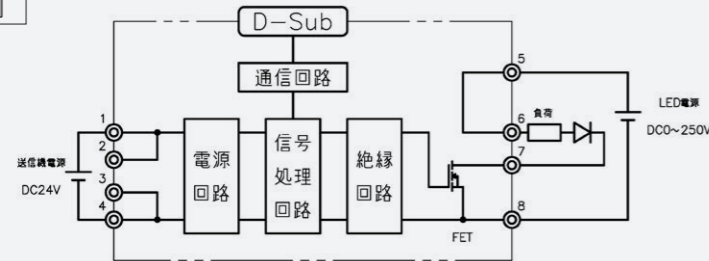 D-Sub
通信回路
1
2
3
4
送信機電源
DC24V
電源
回路
信号
処理
回路
絶縁
回路
FET
5
6
7
8
負荷
LED電源
DC0~250V